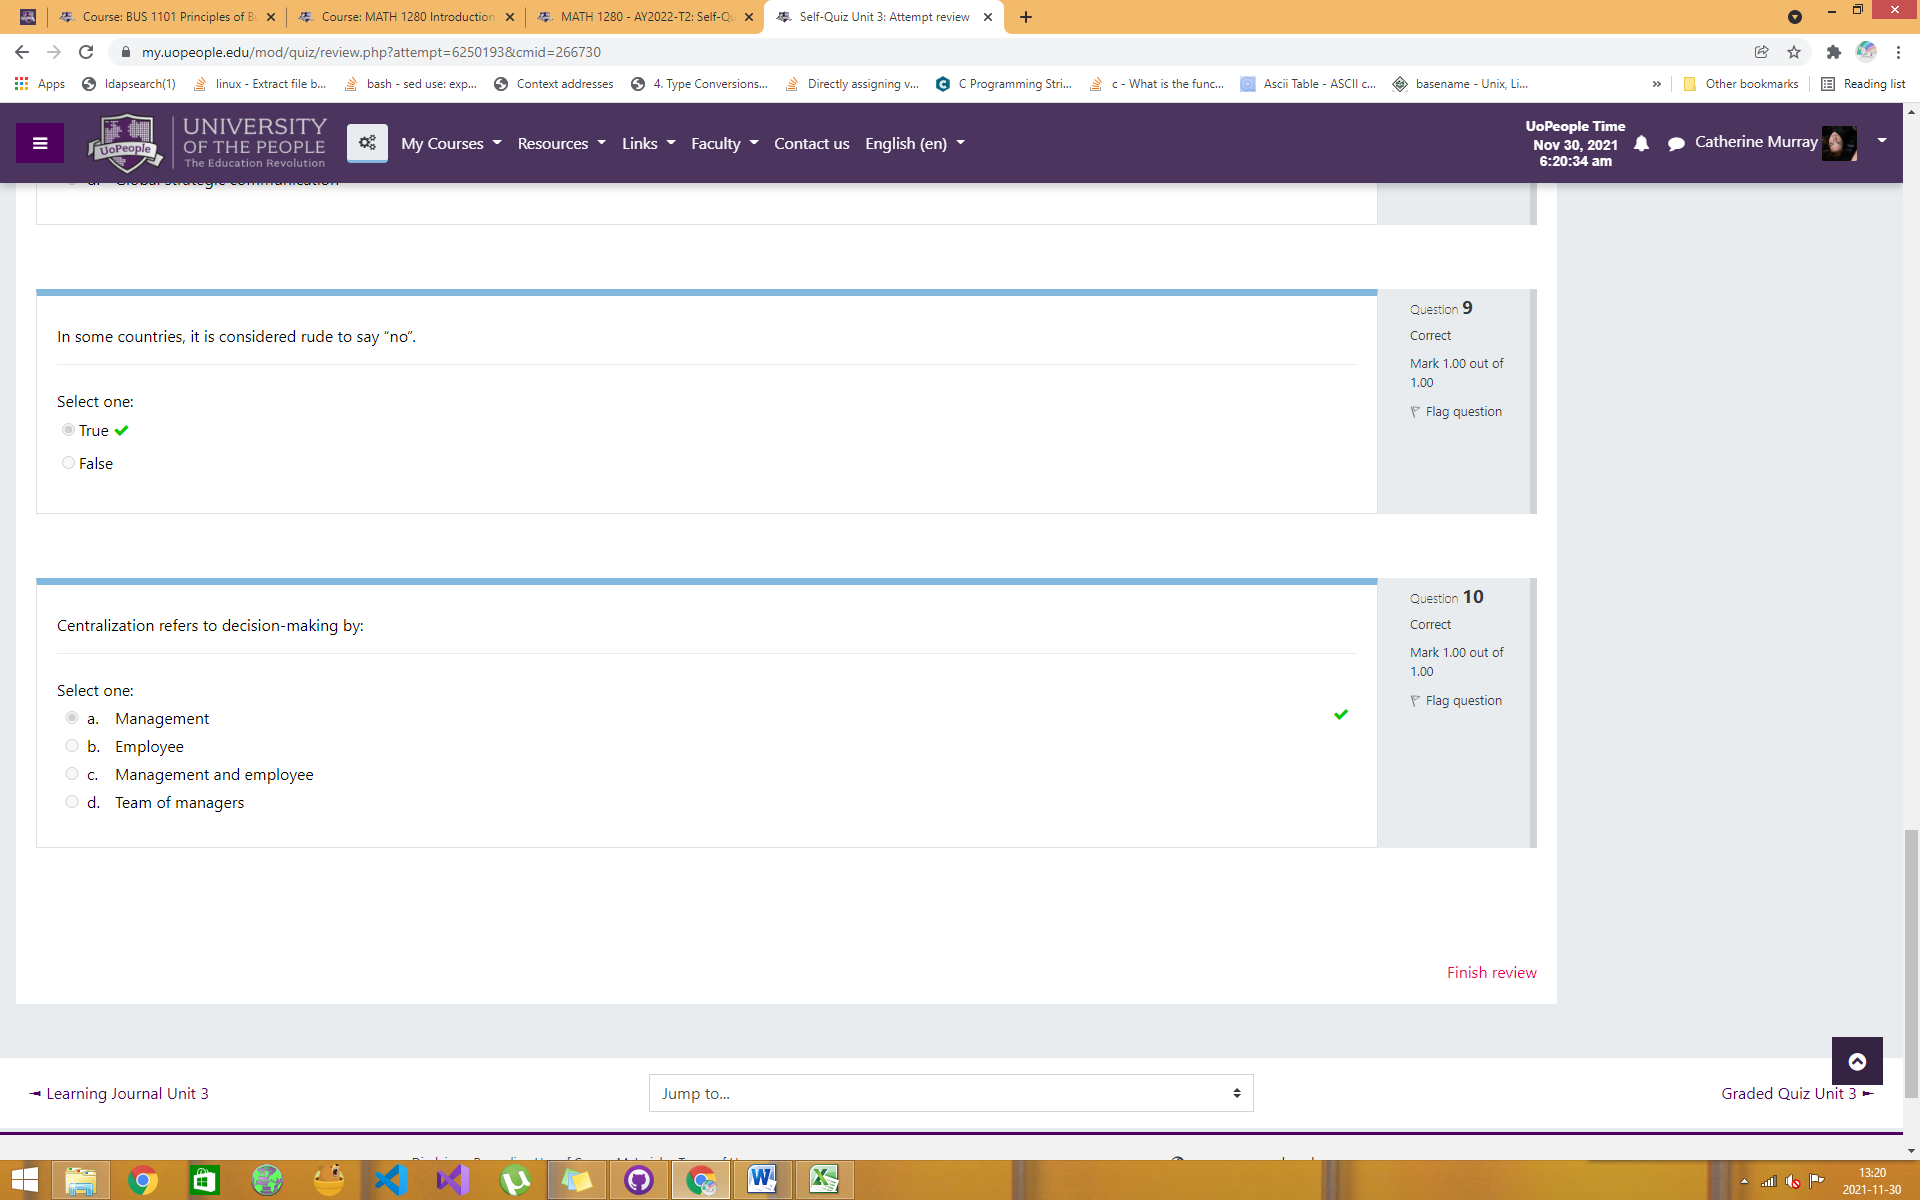 Course: BUS 1101 Principles of B
Course: MATH 1280 Introduction
MATH 1280 - AY2022-T2: Self-Qu
Self-Quiz Unit 3: Attempt review
my.uopeople.edu/mod/quiz/review.php?attempt=6250193&cmid=266730
Apps
ldapsearch(1)
linux - Extract file b...
bash - sed use: exp...
Context addresses
4. Type Conversions...
Directly assigning v...
C Programming Stri...
c - What is the func...
Ascii Table - ASCII c...
basename - Unix, Li...
»
Other bookmarks
Reading list
UoPeople
UNIVERSITY
OF THE PEOPLE
The Education Revolution
My Courses
Resources
Links
Faculty
Contact us
English (en)
UoPeople Time
Nov 30, 2021
6:20:34 am
Catherine Murray
d. Global strategic communication
In some countries, it is considered rude to say “no”.
Select one:
True
False
Question 9
Correct
Mark 1.00 out of
1.00
Flag question
Centralization refers to decision-making by:
Select one:
a. Management
b. Employee
c. Management and employee
d. Team of managers
Question 10
Correct
Mark 1.00 out of
1.00
Flag question
Finish review
◄ Learning Journal Unit 3
Jump to...
Graded Quiz Unit 3 ►
13:20
2021-11-30